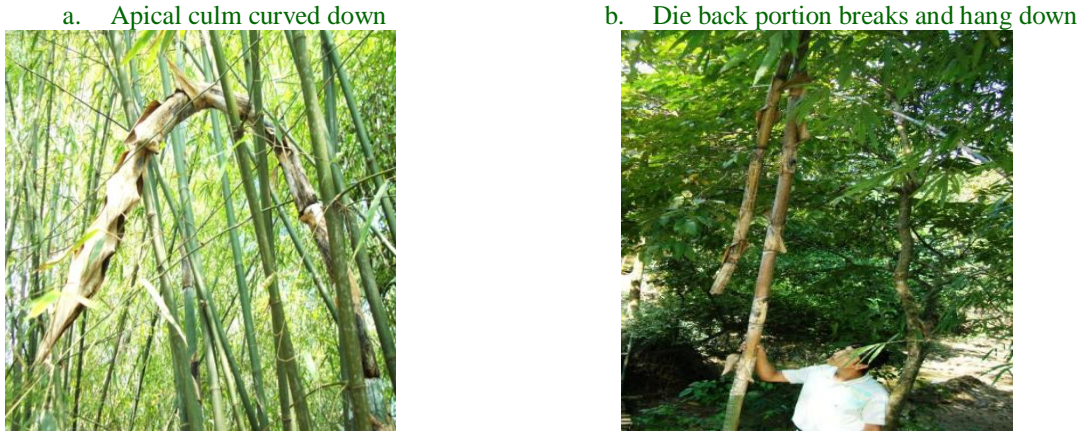 a. Apical culm curved down
b. Die back portion breaks and hang down